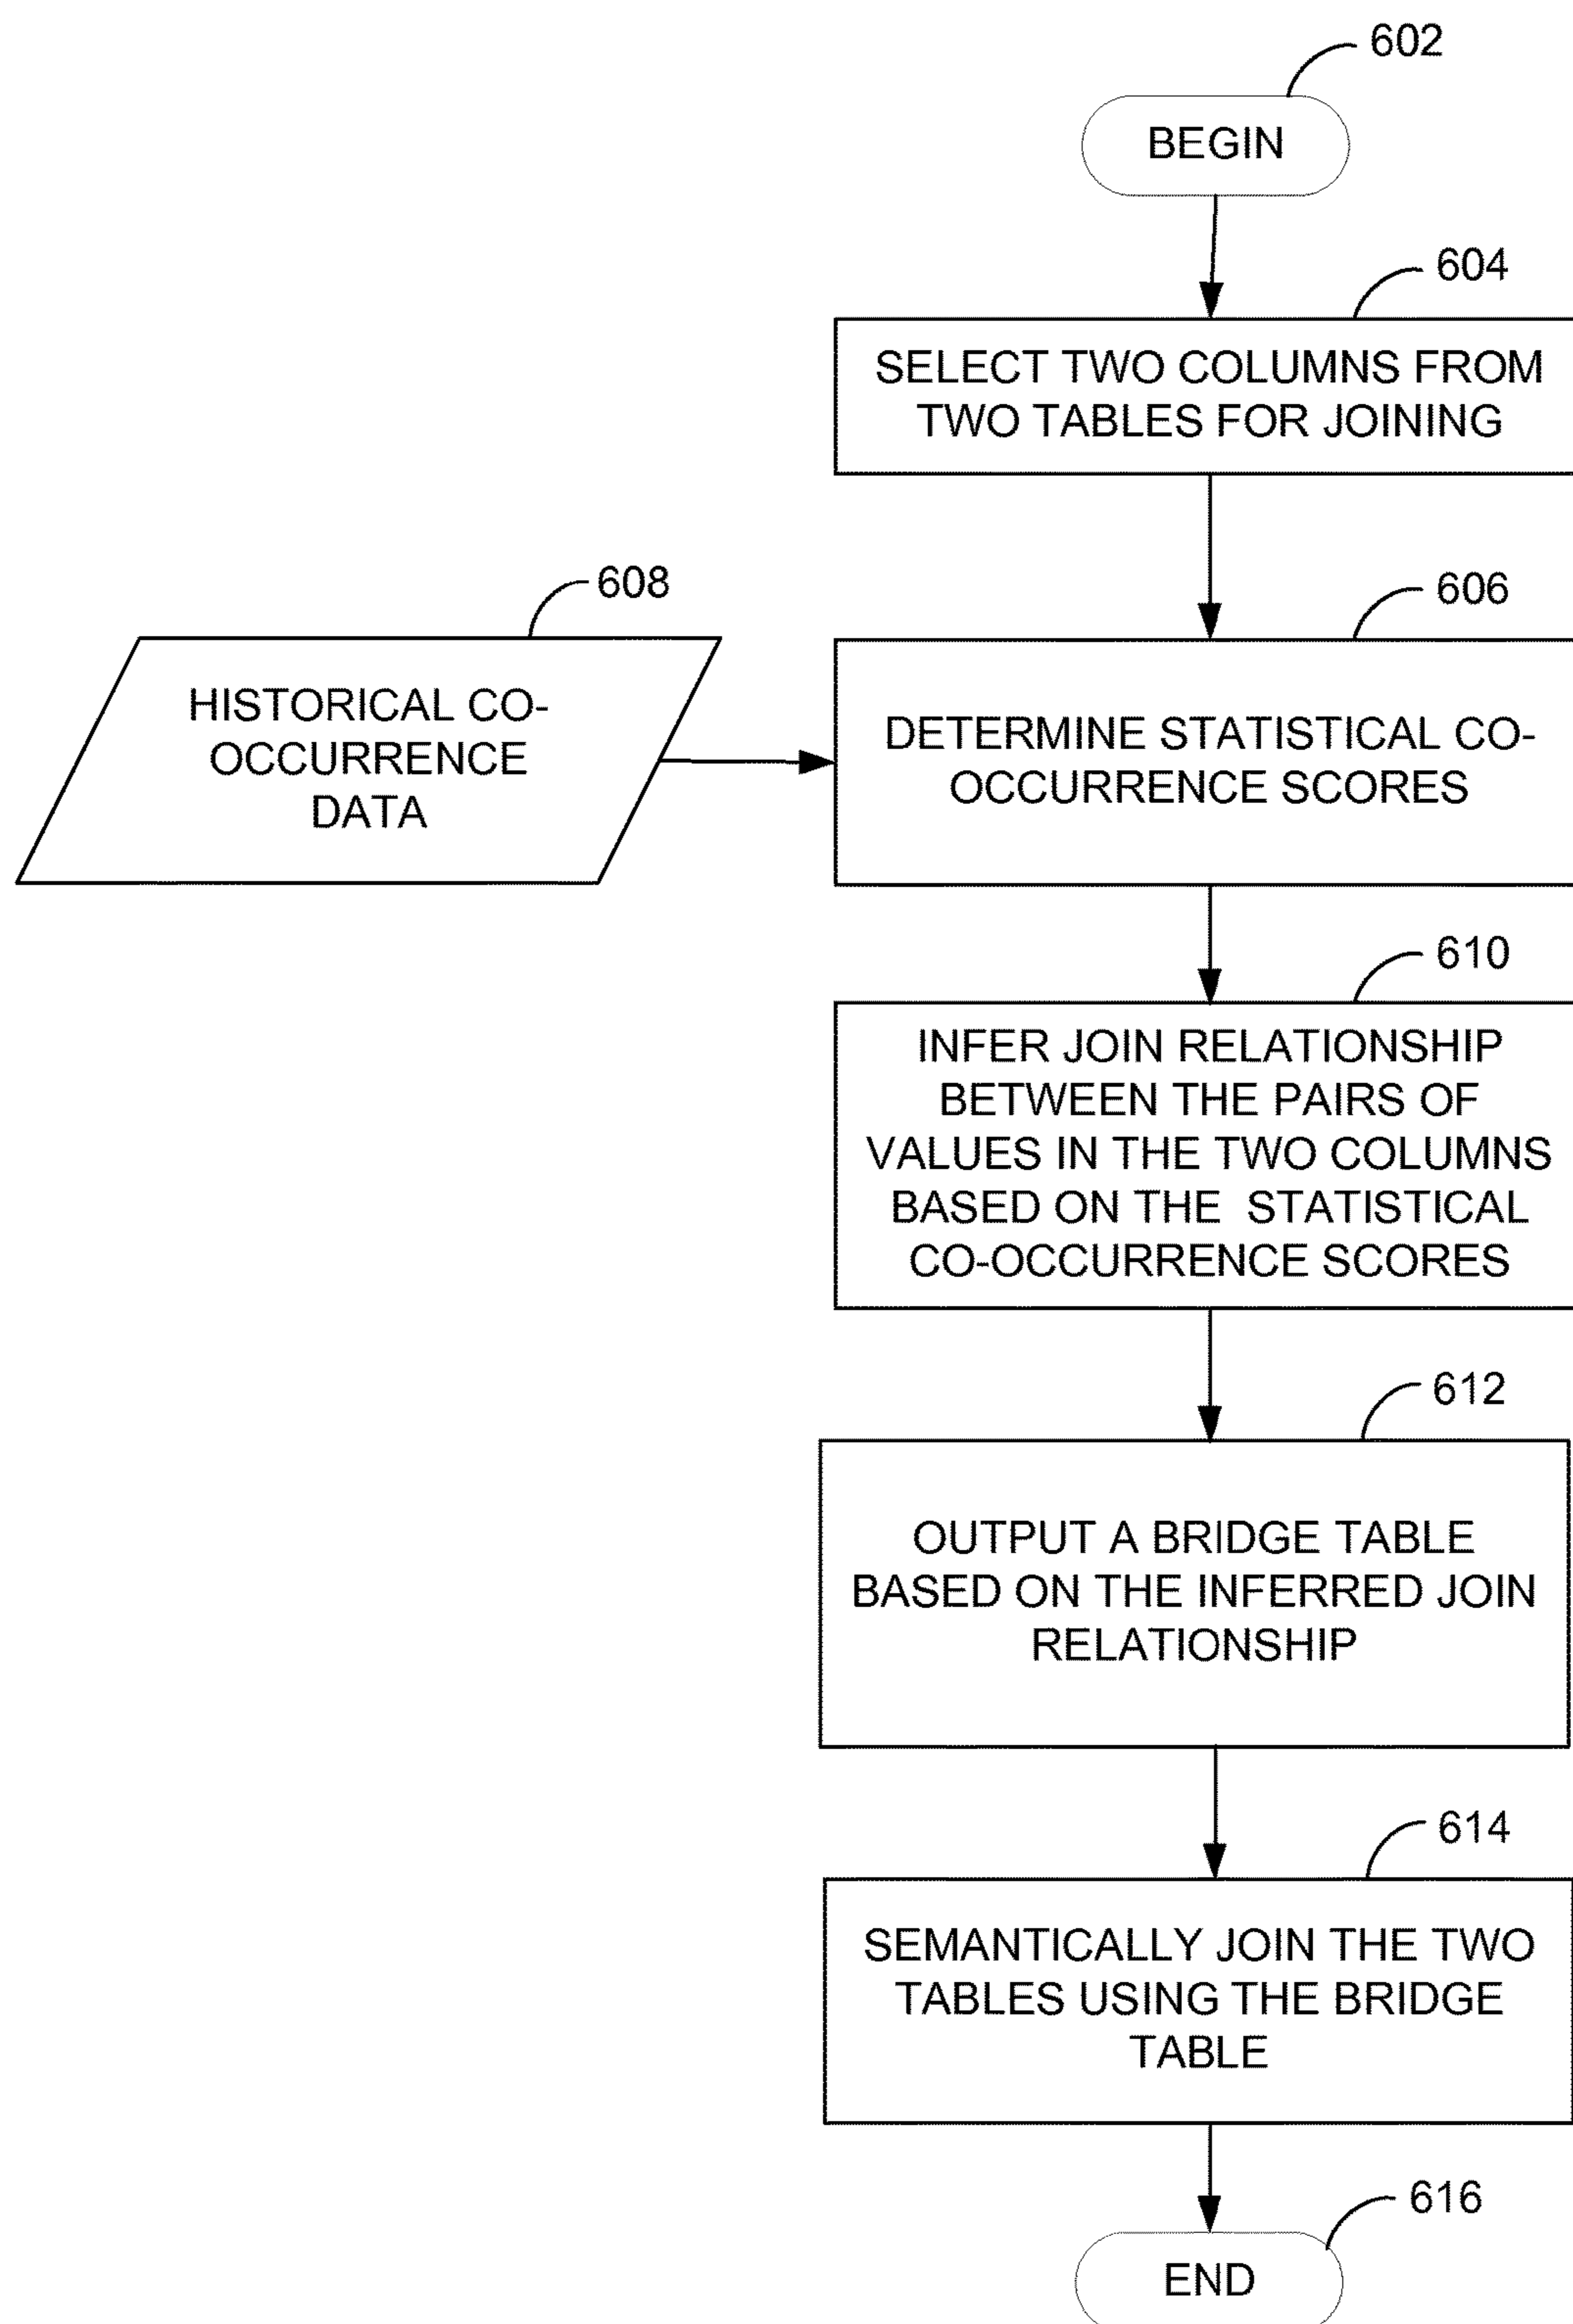 602
BEGIN
604
SELECT TWO COLUMNS FROM
TWO TABLES FOR JOINING
608
606
HISTORICAL CO-
OCCURRENCE
DATA
DETERMINE STATISTICAL CO-
OCCURRENCE SCORES
610
INFER JOIN RELATIONSHIP
BETWEEN THE PAIRS OF
VALUES IN THE TWO COLUMNS
BASED ON THE STATISTICAL
CO-OCCURRENCE SCORES
612
OUTPUT A BRIDGE TABLE
BASED ON THE INFERRED JOIN
RELATIONSHIP
614
SEMANTICALLY JOIN THE TWO
TABLES USING THE BRIDGE
TABLE
616
END